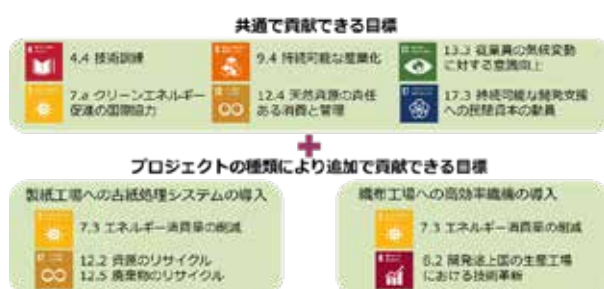 共通で貢献できる目標
4.4 技術訓練
9.4 持続可能な産業化
13.3 従業員の気候変動
に対する意識向上
7.a クリーンエネルギー
促進の国際協力
12.4 天然資源の責任
ある消費と管理
17.3 持続可能な開発支援
への民間資本の動員
プロジェクトの種類により追加で貢献できる目標
製紙工場への古紙処理システムの導入
7.3 エネルギー消費量の削減
12.2 資源のリサイクル
12.5 廃棄物のリサイクル
織布工場への高効率織機の導入
7.3 エネルギー消費量の削減
8.2 開発途上国の生産工場
における技術革新